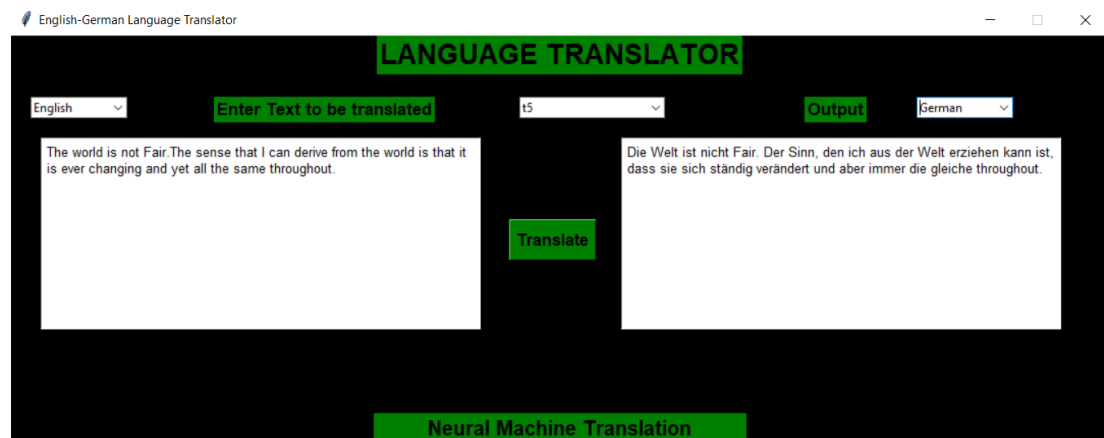 English-German Language Translator
LANGUAGE TRANSLATOR
English
Enter Text to be translated
t5
Output
German
The world is not Fair.The sense that I can derive from the world is that it
is ever changing and yet all the same throughout.
Die Welt ist nicht Fair. Der Sinn, den ich aus der Welt erziehen kann ist,
dass sie sich ständig verändert und aber immer die gleiche throughout.
Translate
Neural Machine Translation